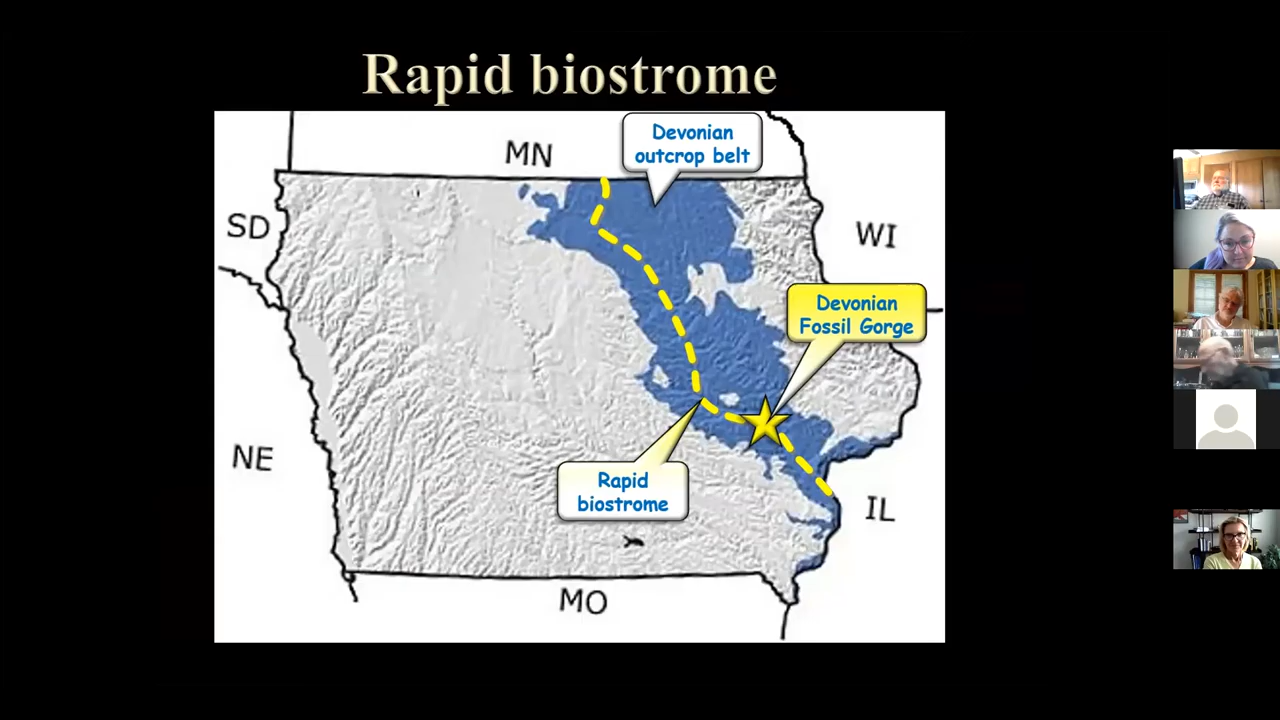 Rapid biostrome
Devonian
outcrop belt
MN
SD
WI
Devonian
Fossil Gorge
NE
Rapid
biostrome
IL
MO